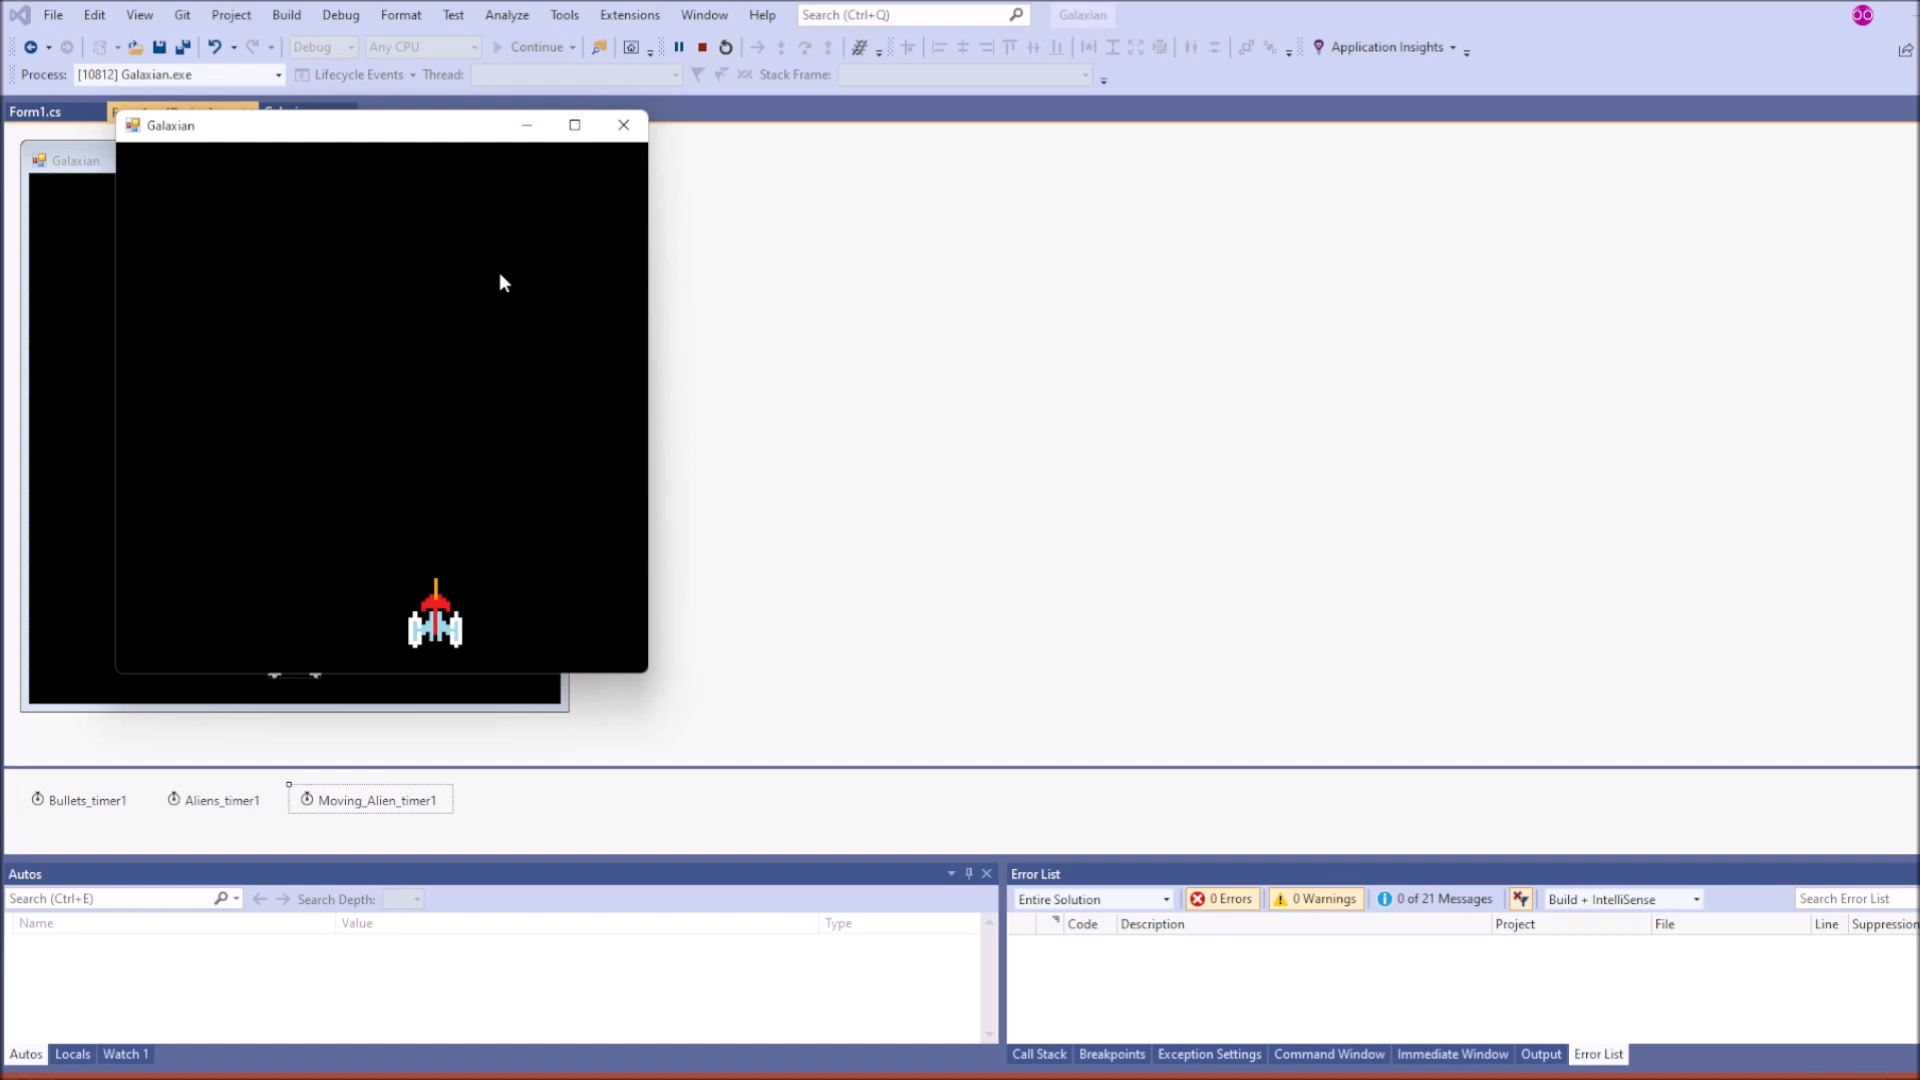 File Edit View Git Project Build Debug Format Test Analyze Tools Extensions Window Help Search (Ctrl+Q) Galaxian
Debug Any CPU Continue Application Insights
Process: [10812] Galaxian.exe Lifecycle Events Thread: Stack Frame:
Form1.cs
Galaxian
Galaxian
Bullets_timer1 Aliens_timer1 Moving_Alien_timer1
Autos
Search (Ctrl+E) Search Depth:
Name Value Type
Autos Locals Watch 1
Error List
Entire Solution 0 Errors 0 Warnings 0 of 21 Messages Build + IntelliSense Search Error List
Code Description Project File Line Suppression
Call Stack Breakpoints Exception Settings Command Window Immediate Window Output Error List